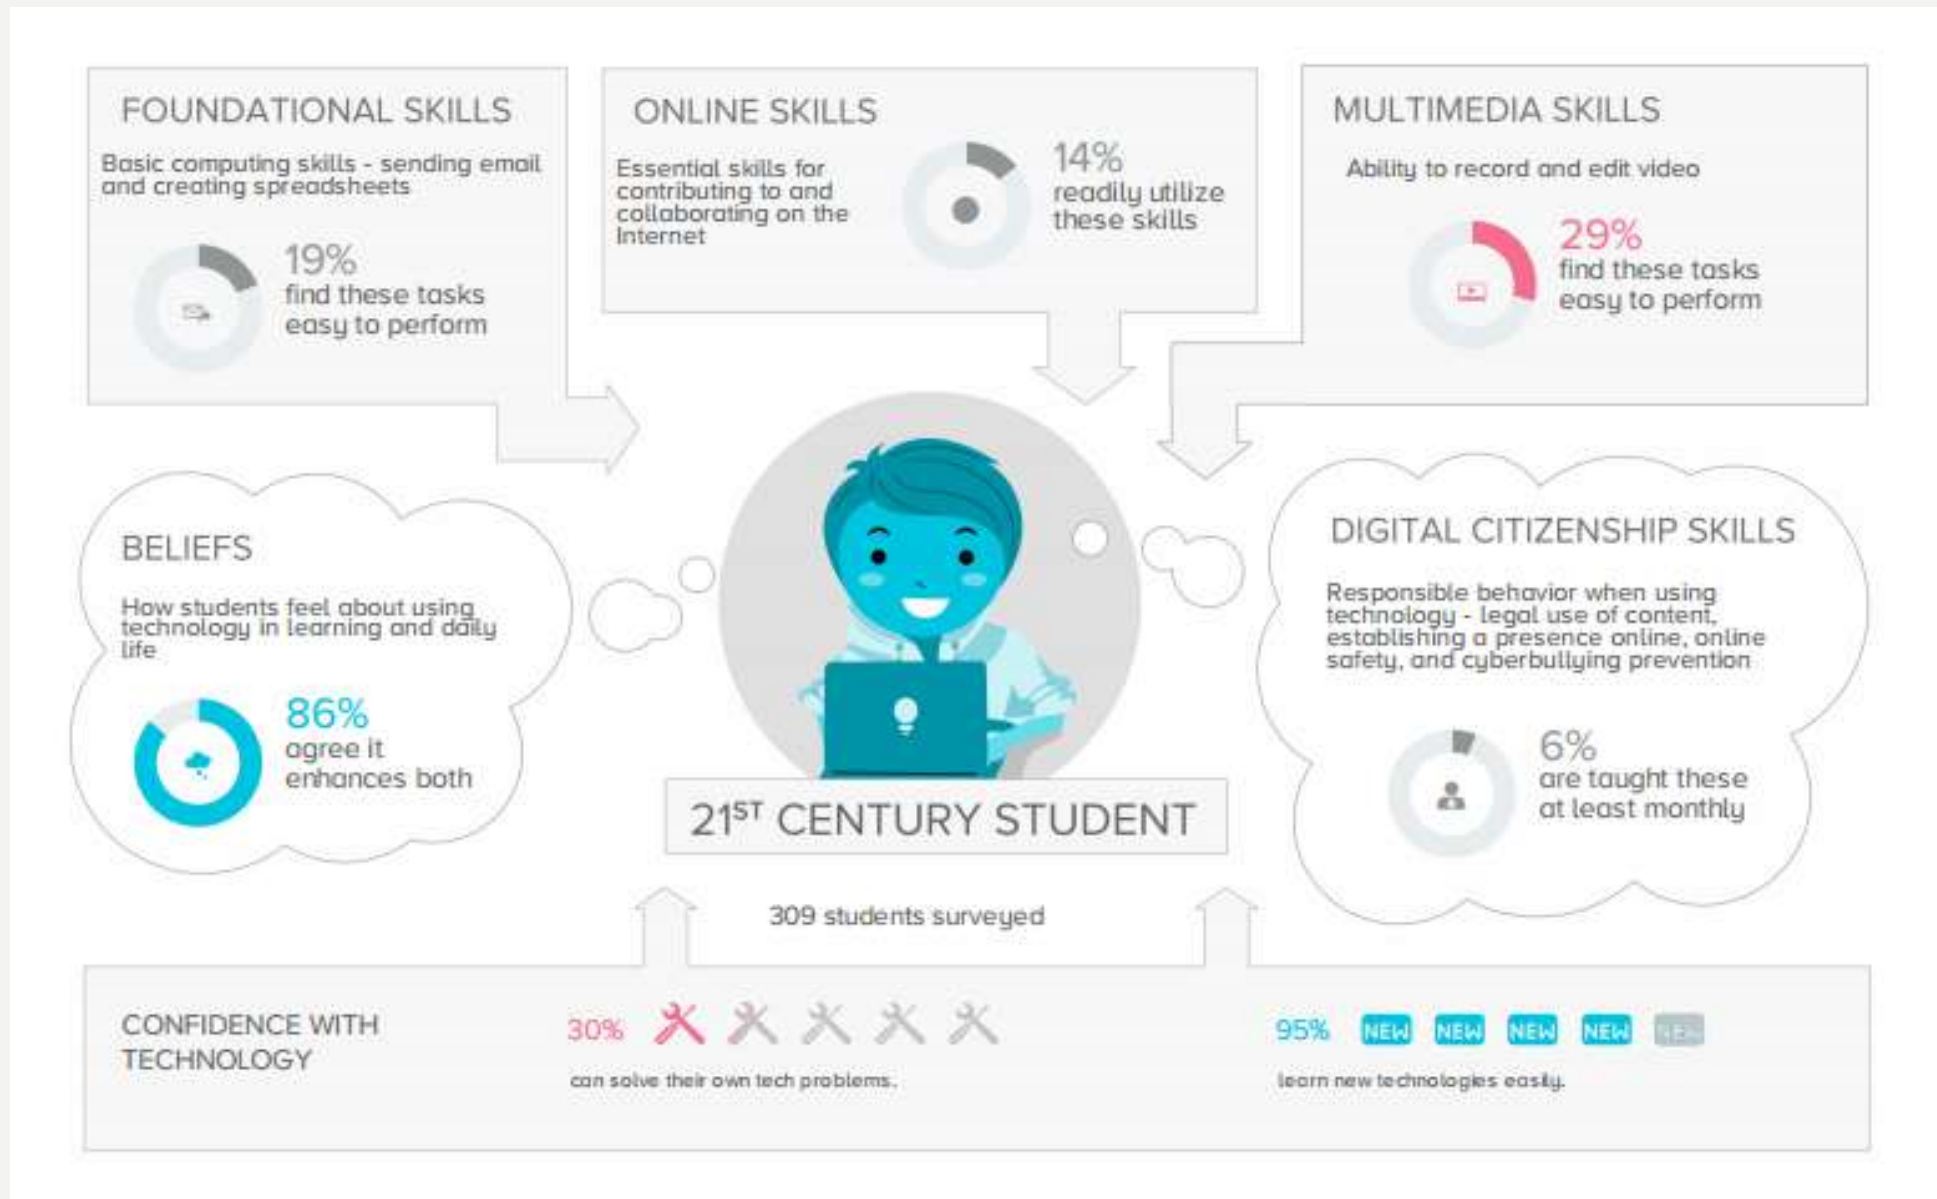 FOUNDATIONAL SKILLS
Basic computing skills - sending email
and creating spreadsheets
19%
find these tasks
easy to perform
ONLINE SKILLS
Essential skills for
contributing to and
collaborating on the
Internet
14%
readily utilize
these skills
MULTIMEDIA SKILLS
Ability to record and edit video
29%
find these tasks
easy to perform
BELIEFS
How students feel about using
technology in learning and daily
life
86%
agree it
enhances both
DIGITAL CITIZENSHIP SKILLS
Responsible behavior when using
technology - legal use of content,
establishing a presence online, online
safety, and cyberbullying prevention
6%
are taught these
at least monthly
21ST CENTURY STUDENT
309 students surveyed
CONFIDENCE WITH
TECHNOLOGY
30%
can solve their own tech problems.
95% NEW NEW NEW NEW NEW
learn new technologies easily.